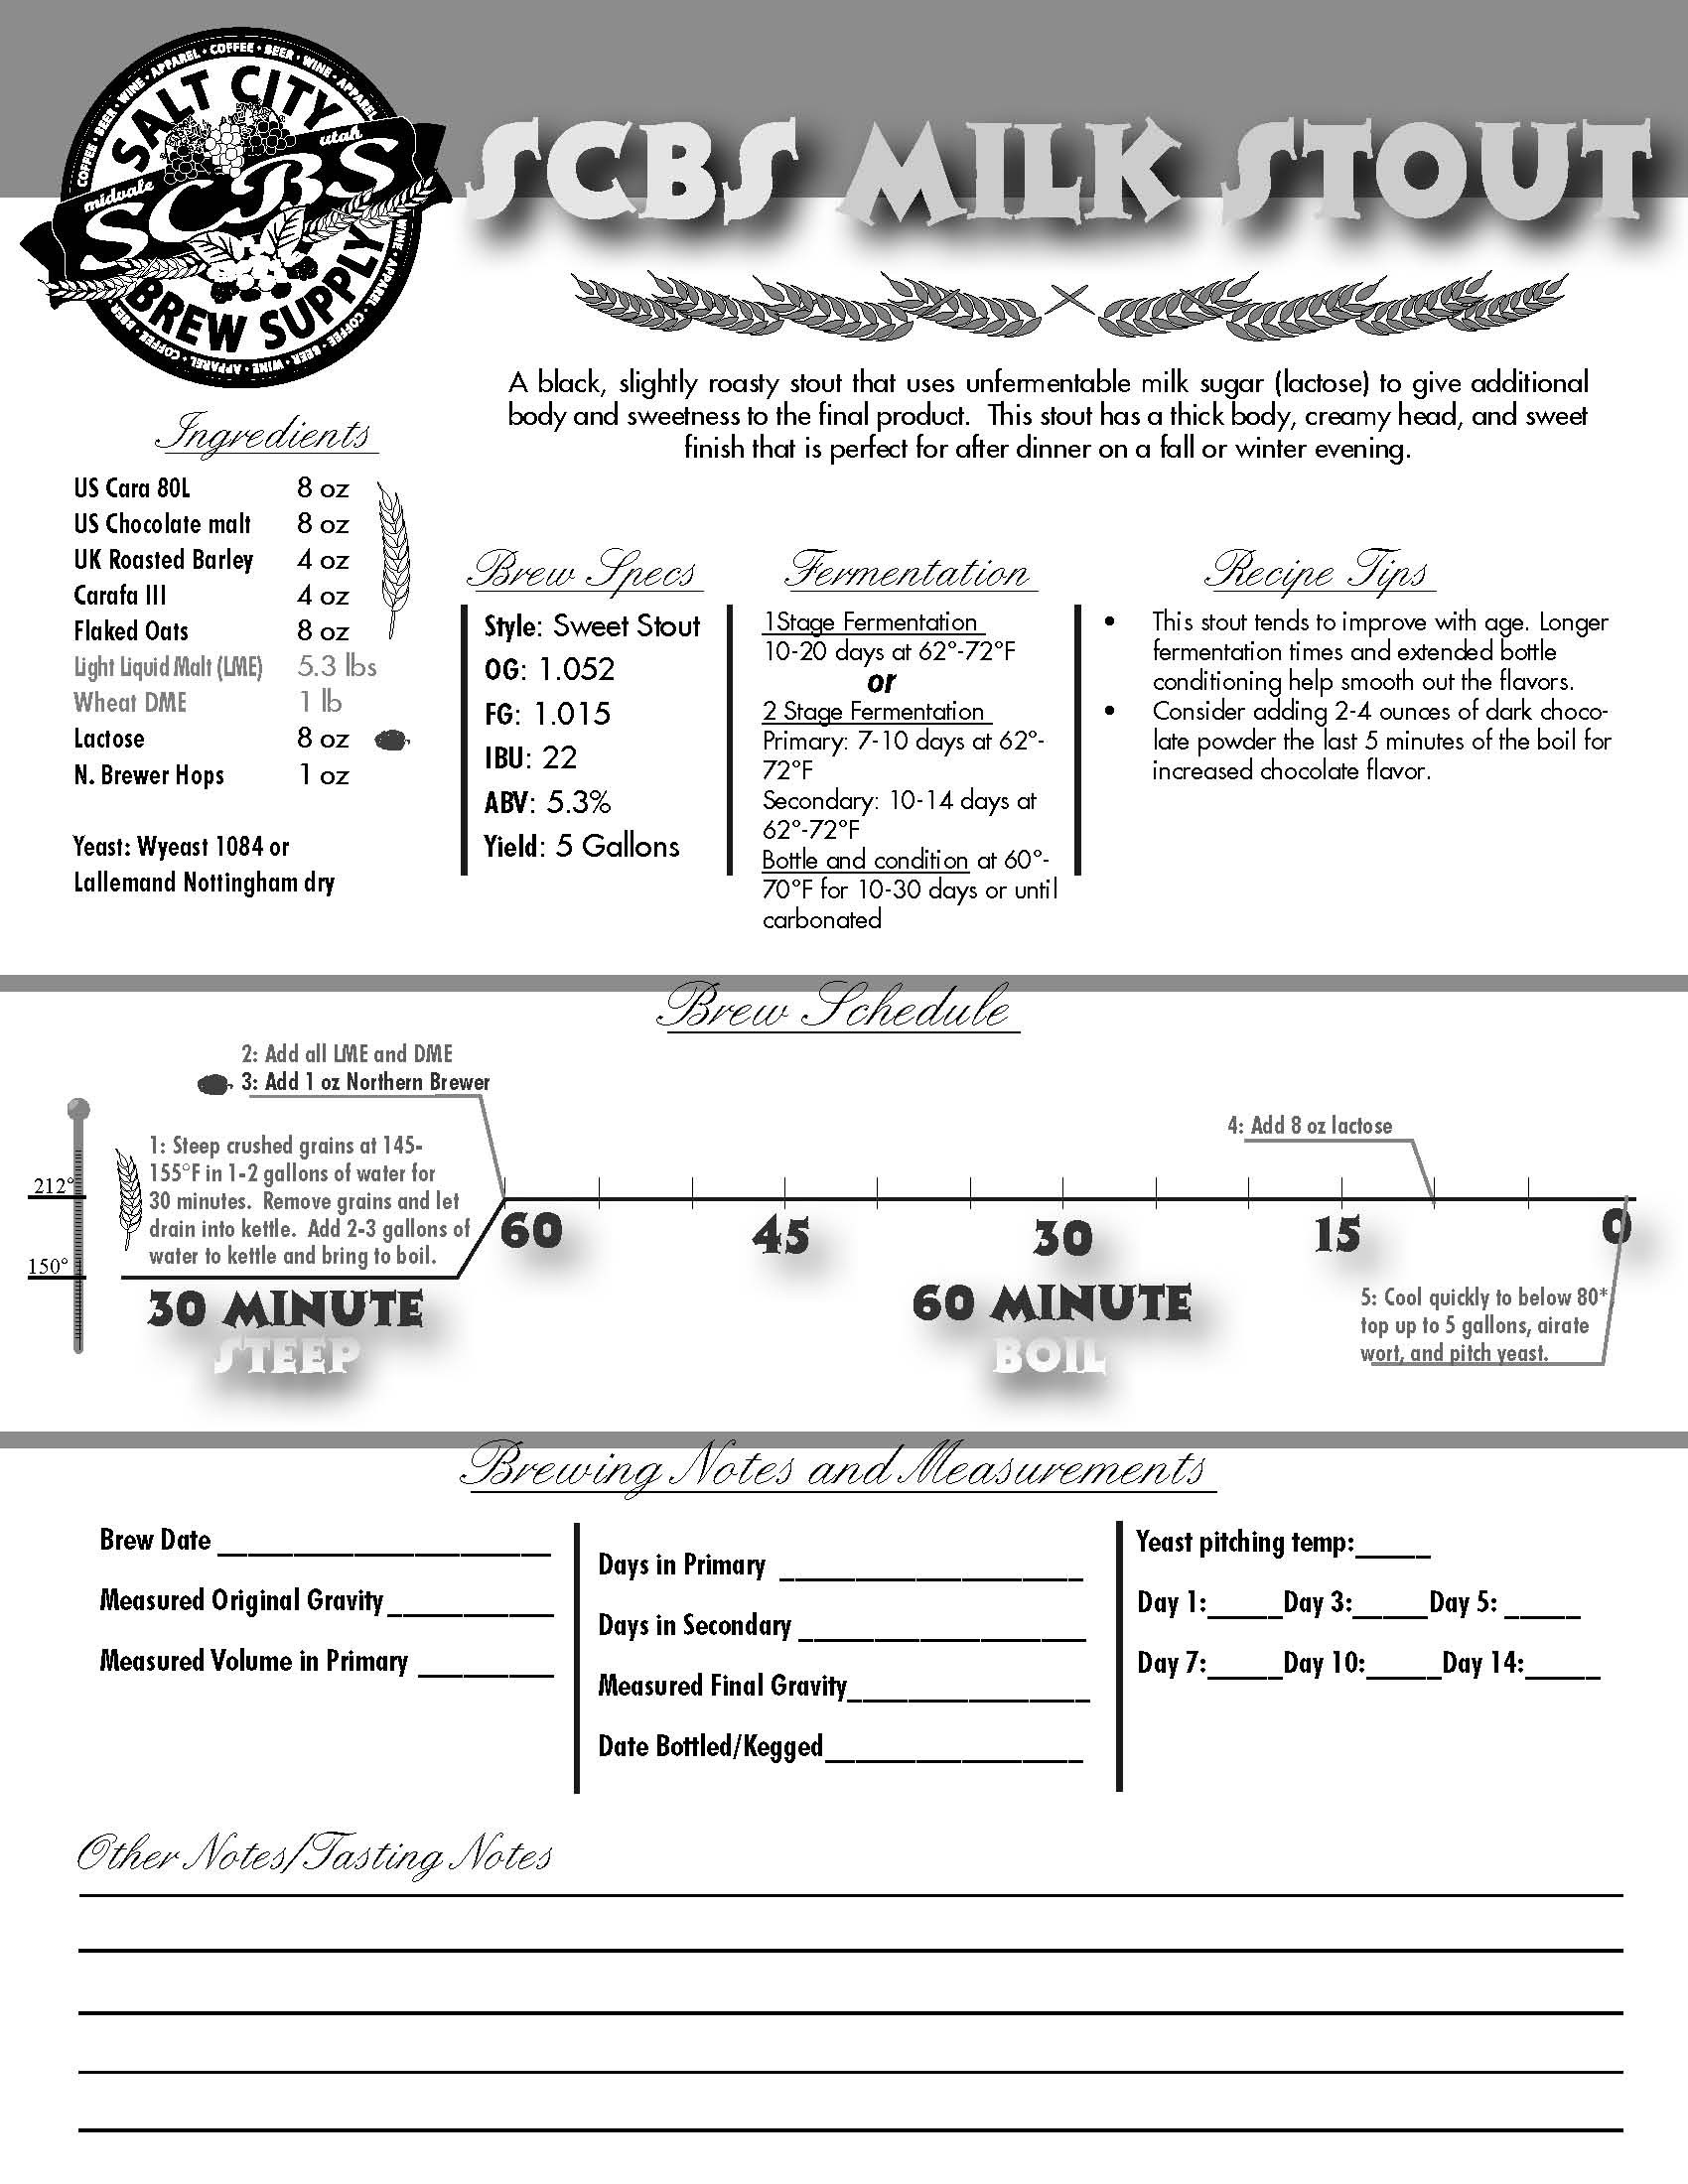 COFFEE • BEER • WINE • APPAREL • COFFEE • BEER • WINE • APPAREL
SALT CITY
midvale
utah
SCBS
BREW SUPPLY
WINE • APPAREL • COFFEE • BEER • WINE • APPAREL • COFFEE • BEER
SCBS MILK STOUT
A black, slightly roasty stout that uses unfermentable milk sugar (lactose) to give additional
body and sweetness to the final product. This stout has a thick body, creamy head, and sweet
finish that is perfect for after dinner on a fall or winter evening.
Ingredients
US Cara 80L 8 oz
US Chocolate malt 8 oz
UK Roasted Barley 4 oz
Carafa III 4 oz
Flaked Oats 8 oz
Light Liquid Malt (LME) 5.3 lbs
Wheat DME 1 lb
Lactose 8 oz
N. Brewer Hops 1 oz
Yeast: Wyeast 1084 or
Lallemand Nottingham dry
Brew Specs
Style: Sweet Stout
OG: 1.052
FG: 1.015
IBU: 22
ABV: 5.3%
Yield: 5 Gallons
Fermentation
1Stage Fermentation
10-20 days at 62°-72°F
or
2 Stage Fermentation
Primary: 7-10 days at 62°-
72°F
Secondary: 10-14 days at
62°-72°F
Bottle and condition at 60°-
70°F for 10-30 days or until
carbonated
Recipe Tips
• This stout tends to improve with age. Longer
fermentation times and extended bottle
conditioning help smooth out the flavors.
• Consider adding 2-4 ounces of dark choco-
late powder the last 5 minutes of the boil for
increased chocolate flavor.
Brew Schedule
2: Add all LME and DME
3: Add 1 oz Northern Brewer
1: Steep crushed grains at 145-
155°F in 1-2 gallons of water for
30 minutes. Remove grains and let
drain into kettle. Add 2-3 gallons of
water to kettle and bring to boil.
212°
150°
4: Add 8 oz lactose
60 45 30 15 0
30 MINUTE
STEEP
60 MINUTE
BOIL
5: Cool quickly to below 80*
top up to 5 gallons, airate
wort, and pitch yeast.
Brewing Notes and Measurements
Brew Date ______________________
Measured Original Gravity___________
Measured Volume in Primary _________
Days in Primary ____________________
Days in Secondary ___________________
Measured Final Gravity________________
Date Bottled/Kegged_________________
Yeast pitching temp:_____
Day 1:_____Day 3:_____Day 5: _____
Day 7:_____Day 10:_____Day 14:_____
Other Notes/Tasting Notes